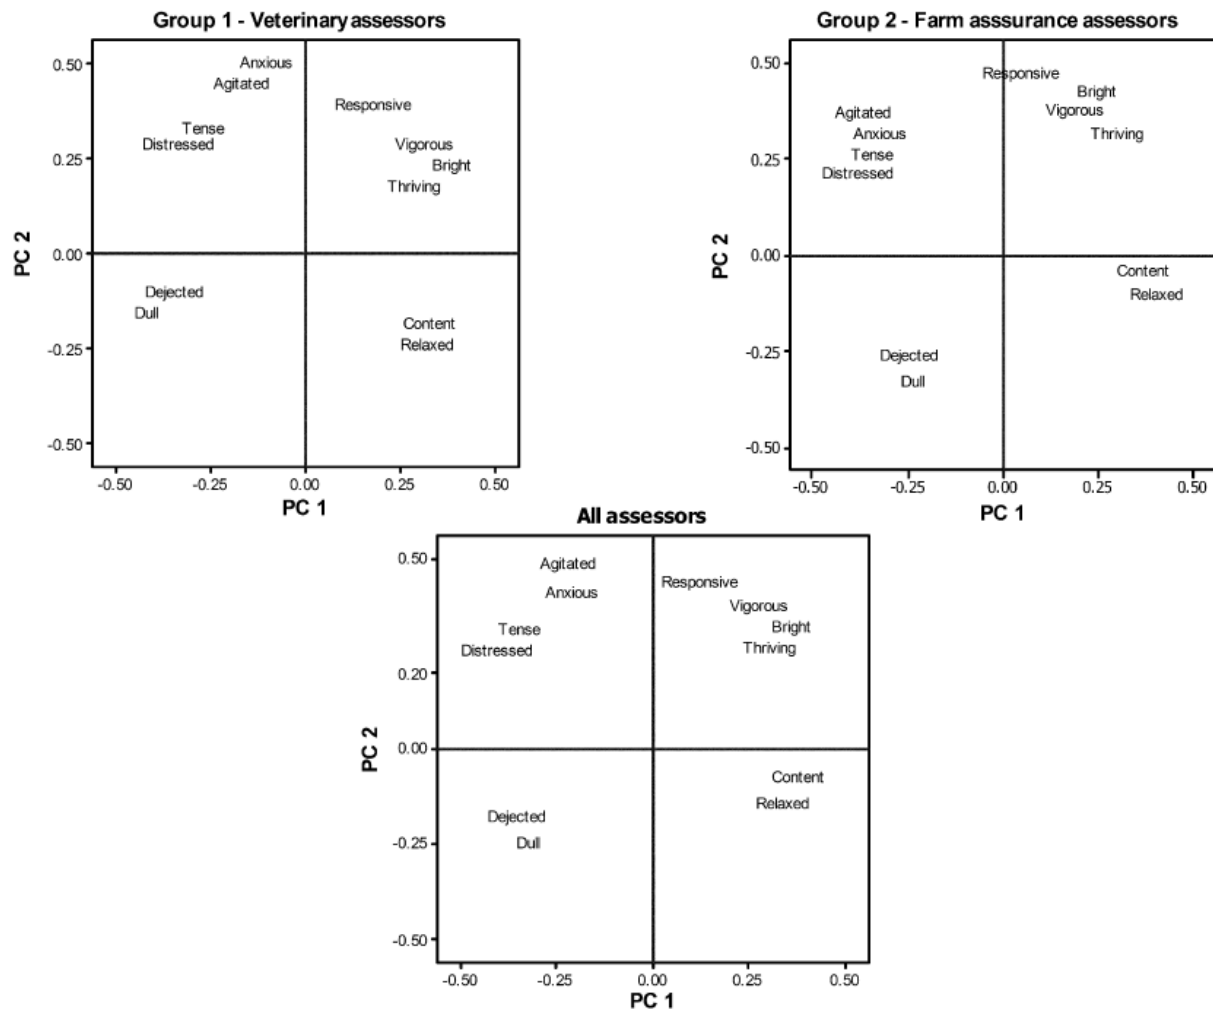 Group 1 - Veterinary assessors
0.50
0.25
0.00
-0.25
-0.50
PC 2
Anxious
Agitated
Responsive
Tense
Distressed
Vigorous
Bright
Thriving
Dejected
Dull
Content
Relaxed
-0.50 -0.25 0.00 0.25 0.50
PC 1
Group 2 - Farm asssurance assessors
0.50
0.25
0.00
-0.25
-0.50
PC 2
Responsive
Bright
Agitated
Vigorous
Anxious
Thriving
Tense
Distressed
Content
Relaxed
Dejected
Dull
-0.50 -0.25 0.00 0.25 0.50
PC 1
All assessors
0.50
0.20
0.00
-0.25
-0.50
PC 2
Agitated
Responsive
Anxious
Vigorous
Tense
Bright
Distressed
Thriving
Content
Relaxed
Dejected
Dull
-0.50 -0.25 0.00 0.25 0.50
PC 1